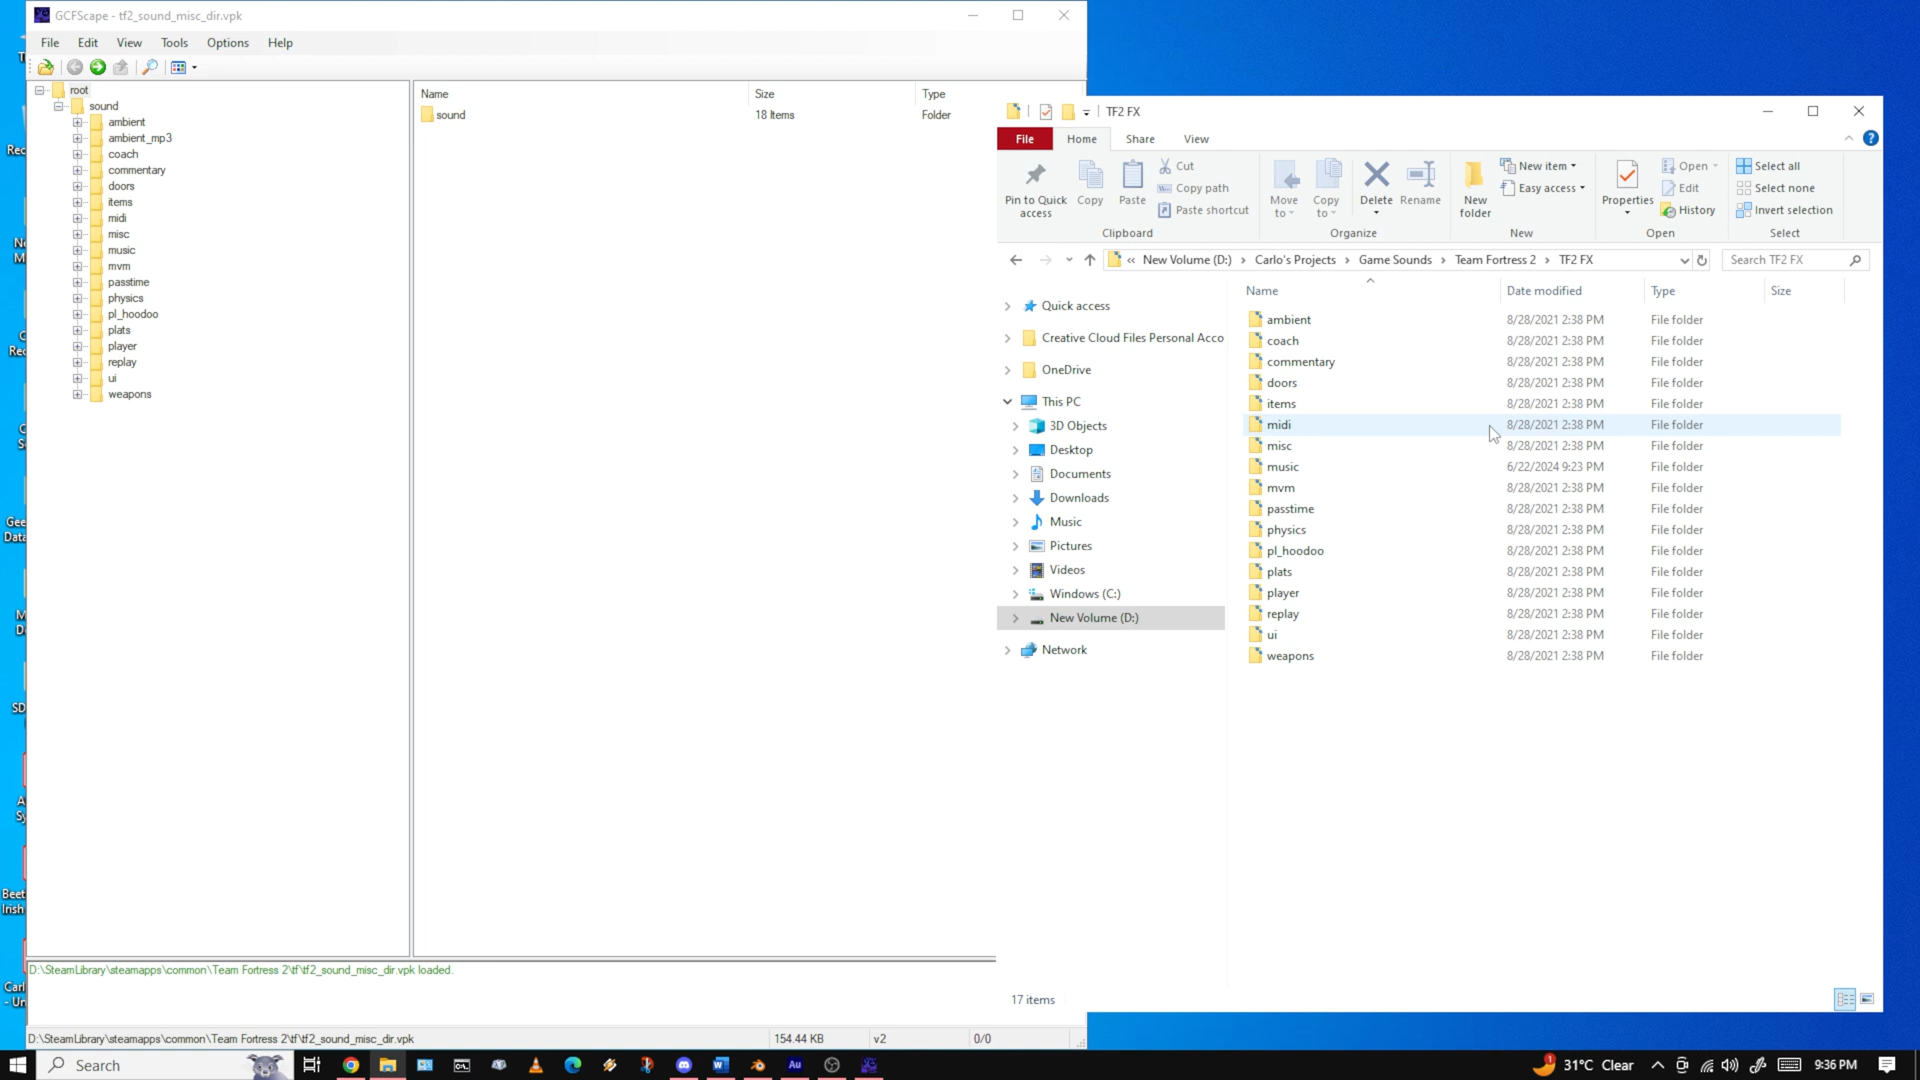 GCFScape - tf2_sound_misc_dir.vpk
File Edit View Tools Options Help
root
sound
ambient
ambient_mp3
coach
commentary
doors
items
midi
misc
music
mvm
passtime
physics
pl_hoodoo
plats
player
replay
ui
weapons
Name Size Type
sound 18 Items Folder
D:\SteamLibrary\steamapps\common\Team Fortress 2\tf\tf2_sound_misc_dir.vpk loaded.
D:\SteamLibrary\steamapps\common\Team Fortress 2\tf\tf2_sound_misc_dir.vpk 154.44 KB v2 0/0
TF2 FX
File Home Share View
Pin to Quick access
Copy
Paste
Cut
Copy path
Paste shortcut
Clipboard
Move to
Copy to
Delete
Rename
Organize
New folder
New item
Easy access
New
Properties
Open
Edit
History
Open
Select all
Select none
Invert selection
Select
« New Volume (D:) › Carlo's Projects › Game Sounds › Team Fortress 2 › TF2 FX
Search TF2 FX
Quick access
Creative Cloud Files Personal Acco
OneDrive
This PC
3D Objects
Desktop
Documents
Downloads
Music
Pictures
Videos
Windows (C:)
New Volume (D:)
Network
Name Date modified Type Size
ambient 8/28/2021 2:38 PM File folder
coach 8/28/2021 2:38 PM File folder
commentary 8/28/2021 2:38 PM File folder
doors 8/28/2021 2:38 PM File folder
items 8/28/2021 2:38 PM File folder
midi 8/28/2021 2:38 PM File folder
misc 8/28/2021 2:38 PM File folder
music 6/22/2024 9:23 PM File folder
mvm 8/28/2021 2:38 PM File folder
passtime 8/28/2021 2:38 PM File folder
physics 8/28/2021 2:38 PM File folder
pl_hoodoo 8/28/2021 2:38 PM File folder
plats 8/28/2021 2:38 PM File folder
player 8/28/2021 2:38 PM File folder
replay 8/28/2021 2:38 PM File folder
ui 8/28/2021 2:38 PM File folder
weapons 8/28/2021 2:38 PM File folder
17 items
Rec
Gee
Data
SD
Beet
Irish
Carl
- Un
Search
Au
31°C Clear
9:36 PM